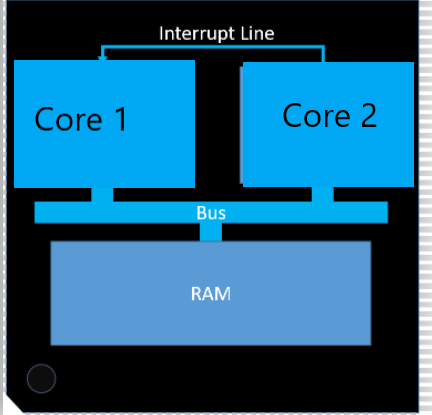 Interrupt Line
Core 1
Core 2
Bus
RAM